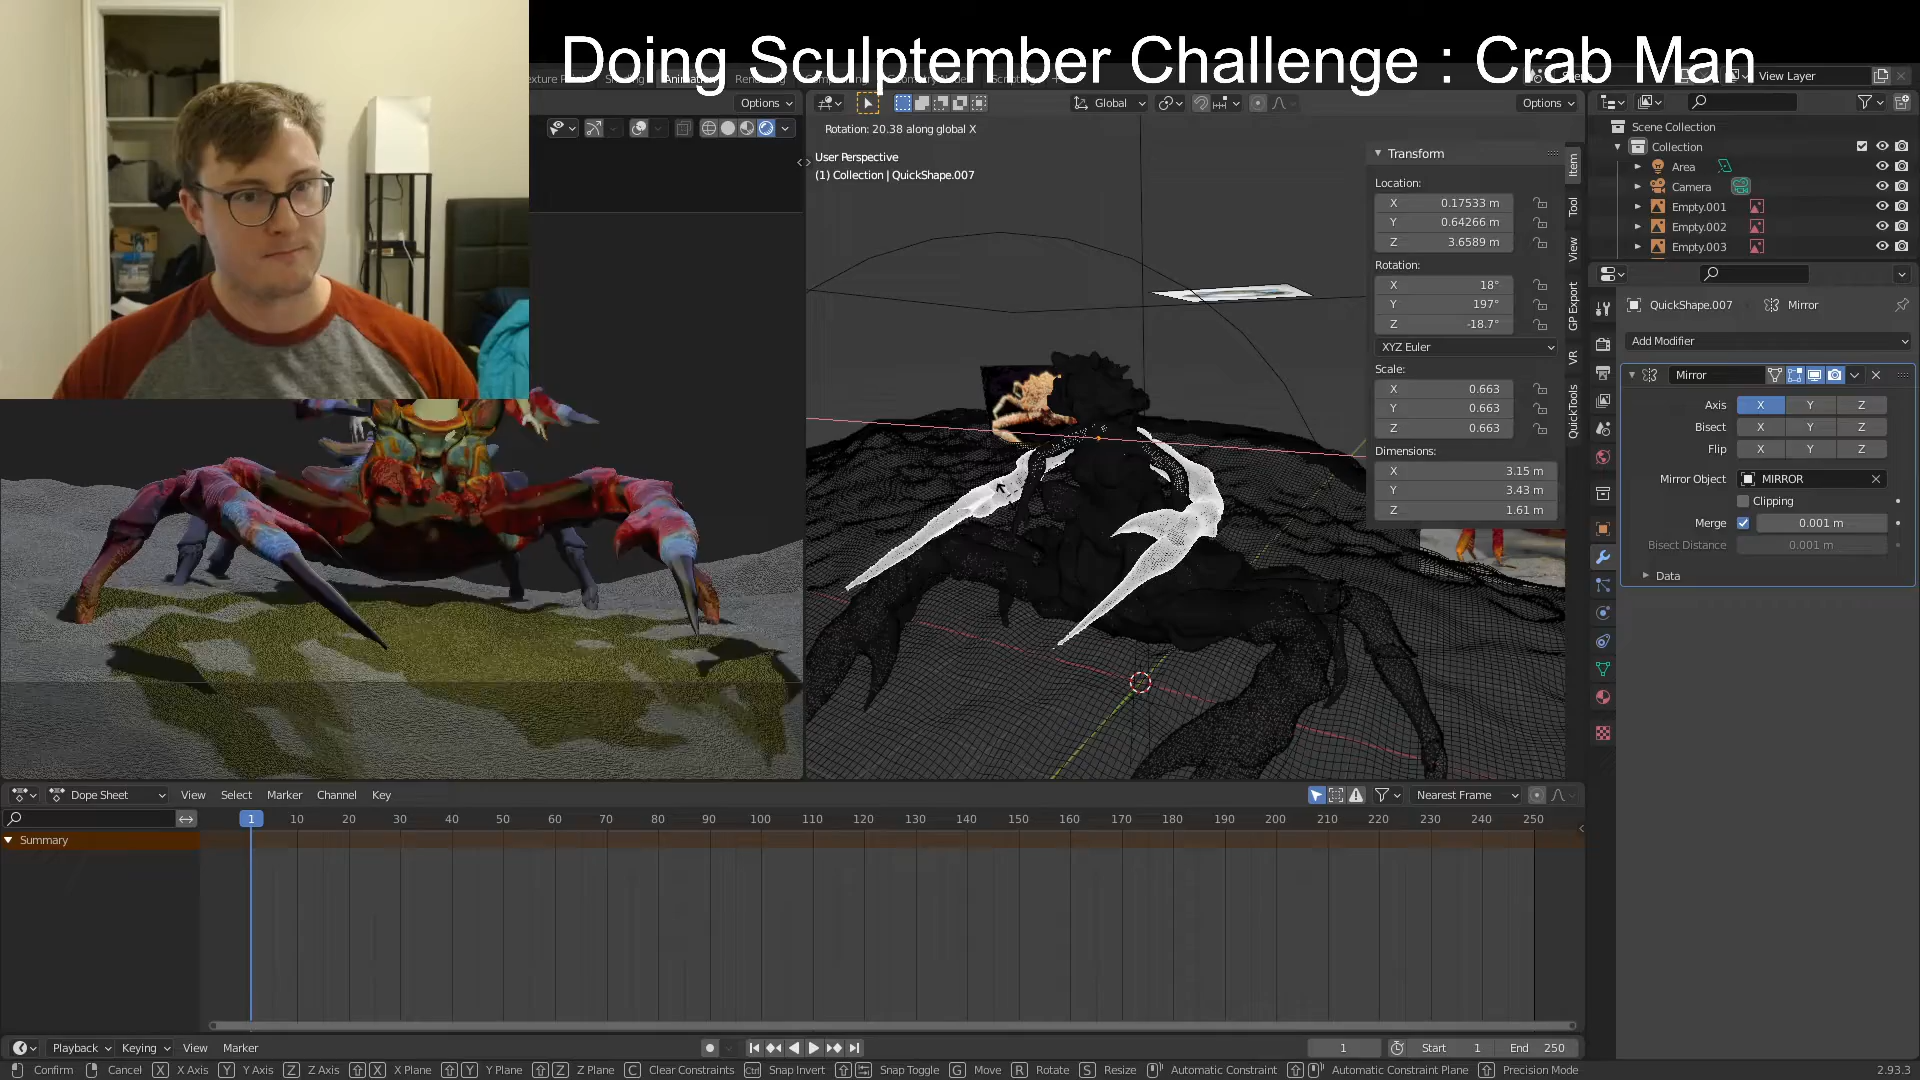 Doing Sculptember Challenge : Crab Man
Animation
View Layer
Options
Global
Options
Rotation: 20.38 along global X
User Perspective
(1) Collection | QuickShape.007
Transform
Location:
X 0.17533 m
Y 0.64266 m
Z 3.6589 m
Rotation:
X 18°
Y 197°
Z -18.7°
XYZ Euler
Scale:
X 0.663
Y 0.663
Z 0.663
Dimensions:
X 3.15 m
Y 3.43 m
Z 1.61 m
Item
Tool
View
GP Export
VR
QuickTools
Scene Collection
Collection
Area
Camera
Empty.001
Empty.002
Empty.003
QuickShape.007 Mirror
Add Modifier
Mirror
Axis X Y Z
Bisect X Y Z
Flip X Y Z
Mirror Object MIRROR
Clipping
Merge 0.001 m
Bisect Distance 0.001 m
Data
Dope Sheet View Select Marker Channel Key
Nearest Frame
1 10 20 30 40 50 60 70 80 90 100 110 120 130 140 150 160 170 180 190 200 210 220 230 240 250
Summary
Playback Keying View Marker
1 Start 1 End 250
Confirm Cancel X X Axis Y Y Axis Z Z Axis X X Plane Y Y Plane Z Z Plane C Clear Constraints Ctrl Snap Invert Snap Toggle G Move R Rotate S Resize Automatic Constraint Automatic Constraint Plane Precision Mode 2.93.3